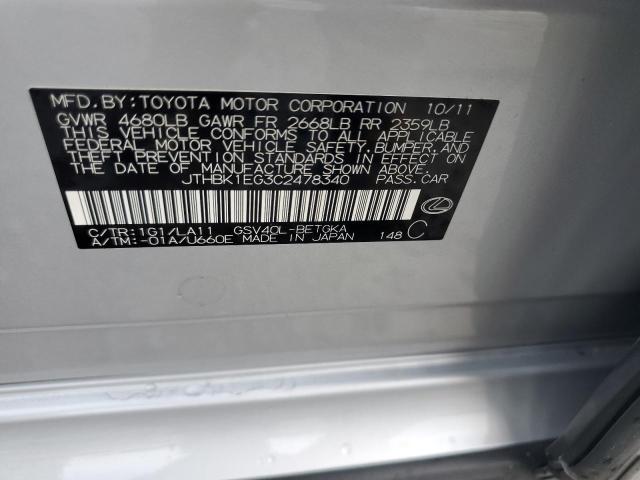 MFD. BY: TOYOTA MOTOR CORPORATION 10/11
GVWR 4680LB GAWR FR 2668LB RR 2359LB
THIS VEHICLE CONFORMS TO ALL APPLICABLE
FEDERAL MOTOR VEHICLE SAFETY, BUMPER, AND
THEFT PREVENTION STANDARDS IN EFFECT ON
THE DATE OF MANUFACTURE SHOWN ABOVE.
JTHBK1EG3C2478340 PASS. CAR
C/TR: 1G1/LA11 GSV40L-BETGKA
A/TM: -01A/U660E MADE IN JAPAN 148 C